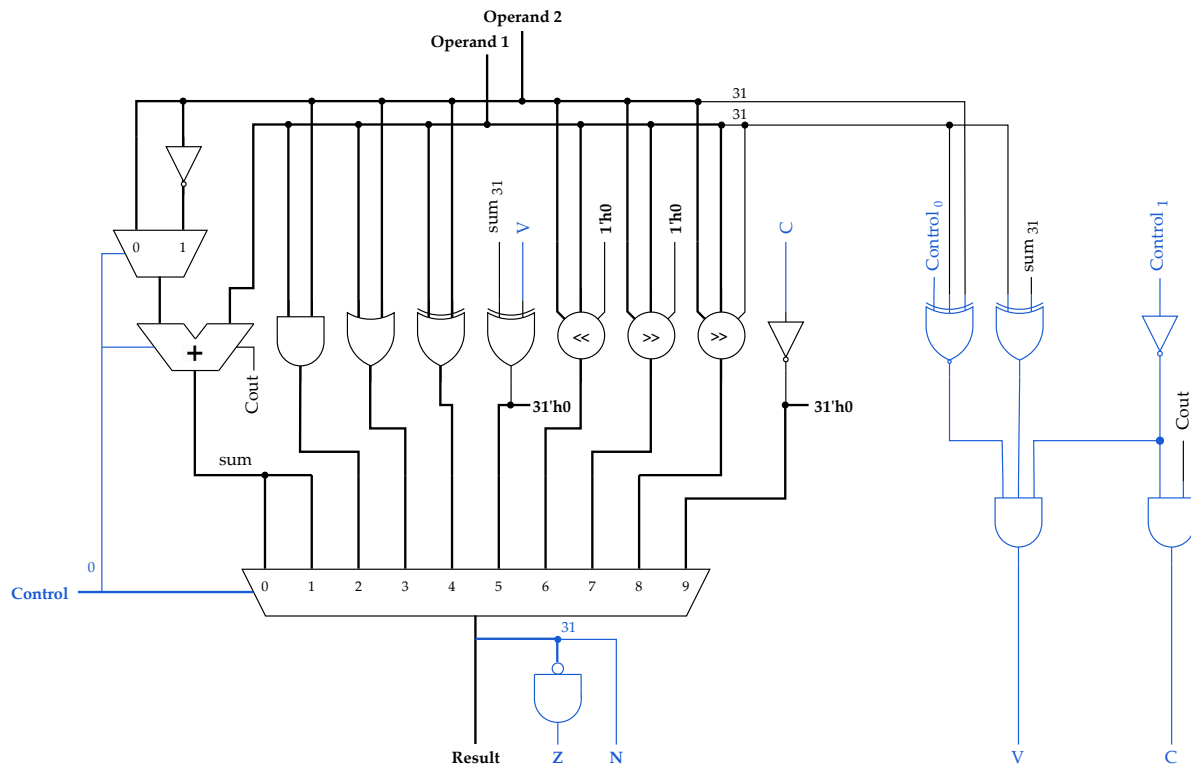 Operand 2
Operand 1
31
31
sum 31
V
1'h0
1'h0
C
Control 0
sum 31
Control 1
0 1
+
<<
>>
>>
Cout
31'h0
31'h0
Cout
sum
0
Control
0 1 2 3 4 5 6 7 8 9
31
Result
Z
N
V
C